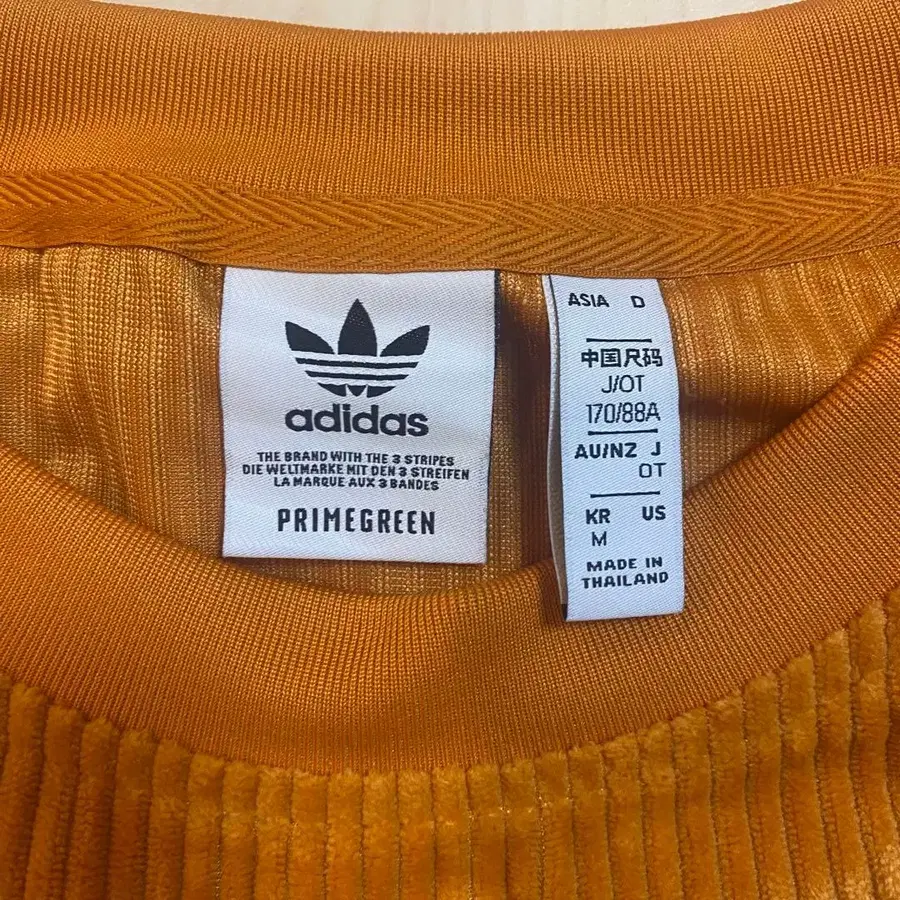 adidas
THE BRAND WITH THE 3 STRIPES
DIE WELTMARKE MIT DEN 3 STREIFEN
LA MARQUE AUX 3 BANDES
PRIMEGREEN
ASIA D
中国尺码
J/OT
170/88A
AU/NZ J
OT
KR US
M
MADE IN
THAILAND